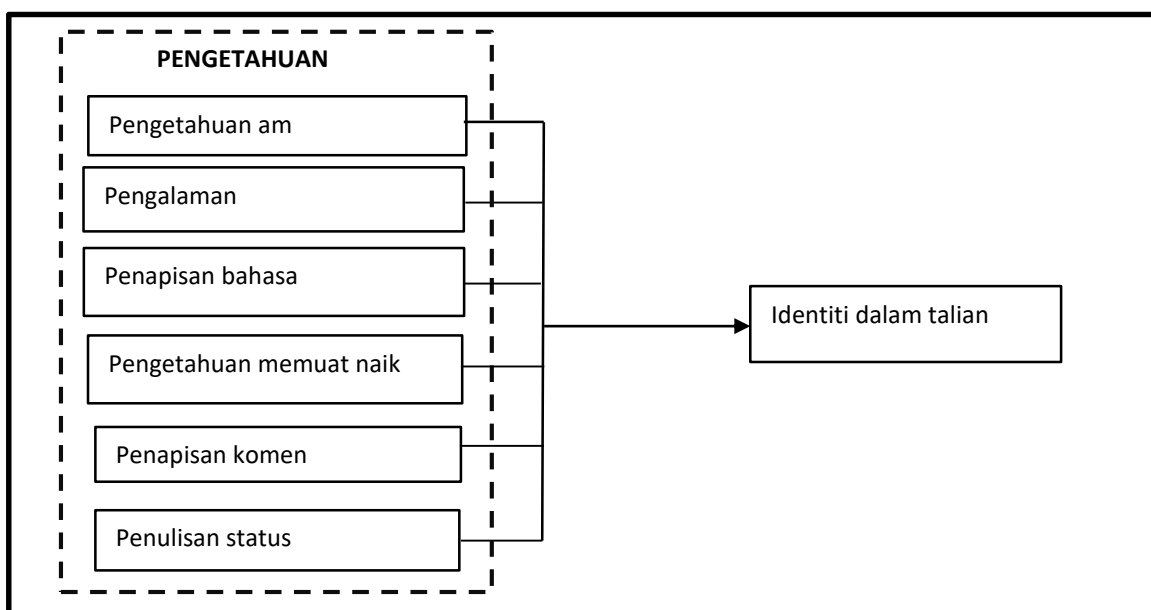 PENGETAHUAN
Pengetahuan am
Pengalaman
Penapisan bahasa
Pengetahuan memuat naik
Penapisan komen
Penulisan status
Identiti dalam talian